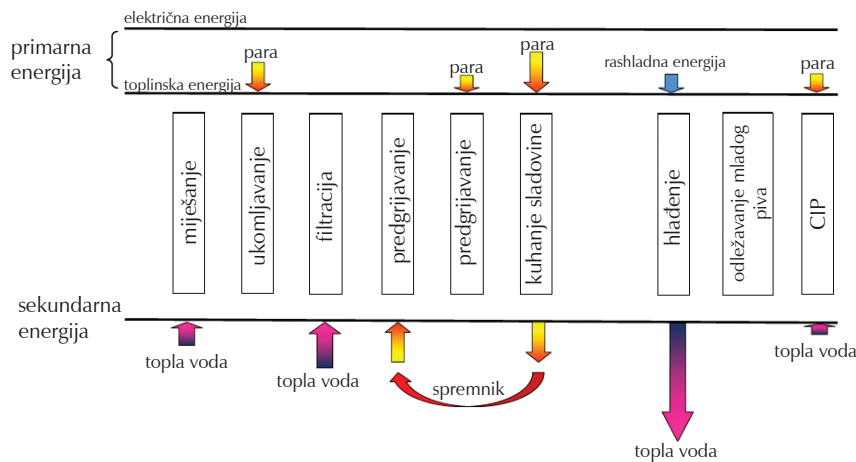 električna energija
primarna
energija
para
para
para
rashladna energija
para
toplinska energija
miješanje
ukomljavanje
filtracija
predgrijavanje
predgrijavanje
kuhanje sladovine
hlađenje
odležavanje mladog
piva
CIP
sekundarna
energija
topla voda
topla voda
spremnik
topla voda
topla voda